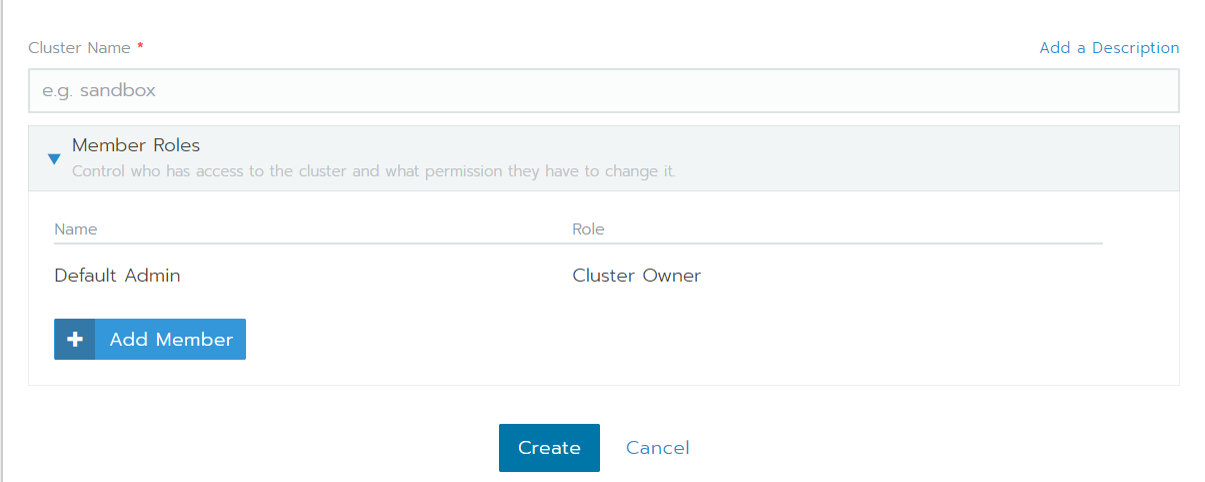 Cluster Name * Add a Description
e.g. sandbox
Member Roles
Control who has access to the cluster and what permission they have to change it.
Name Role
Default Admin Cluster Owner
+ Add Member
Create Cancel